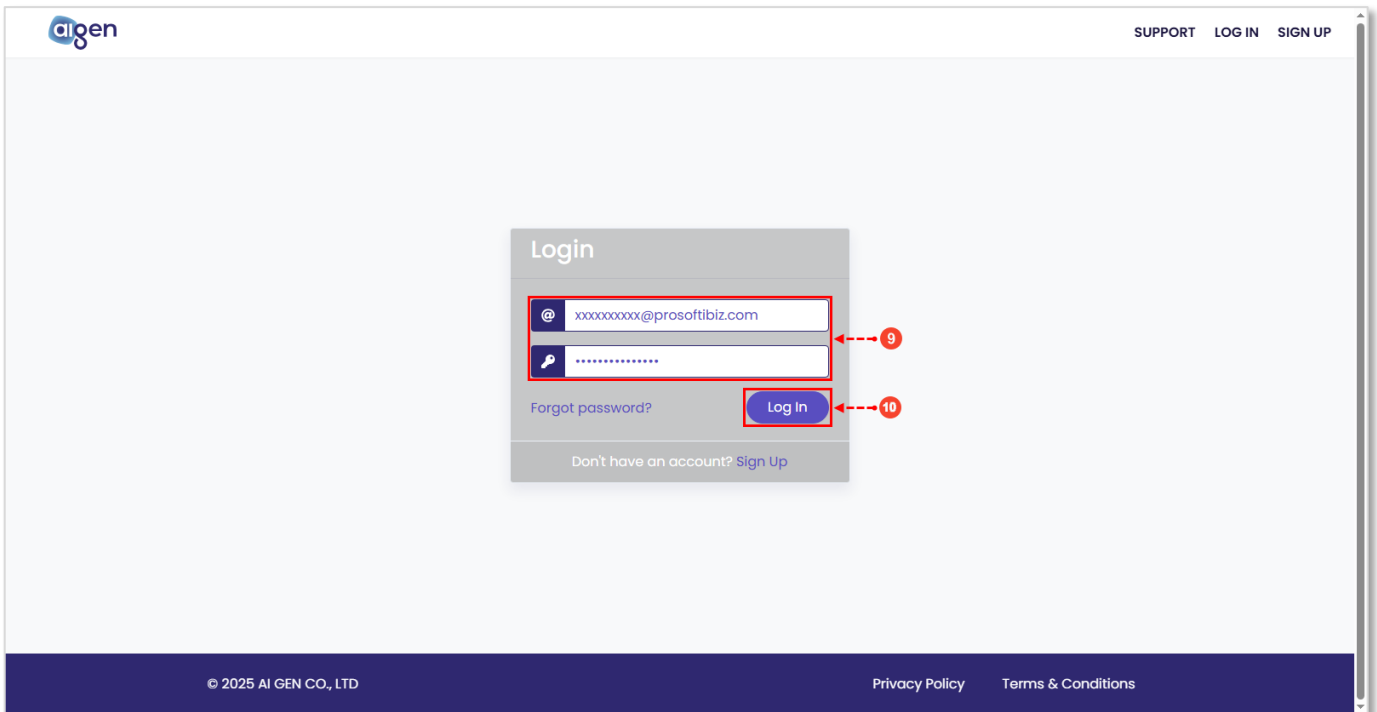 aigen
SUPPORT LOG IN SIGN UP
Login
@ xxxxxxxxxx@prosoftibiz.com
•••••••••••••••
9
Forgot password? Log In
10
Don't have an account? Sign Up
© 2025 AI GEN CO., LTD Privacy Policy Terms & Conditions